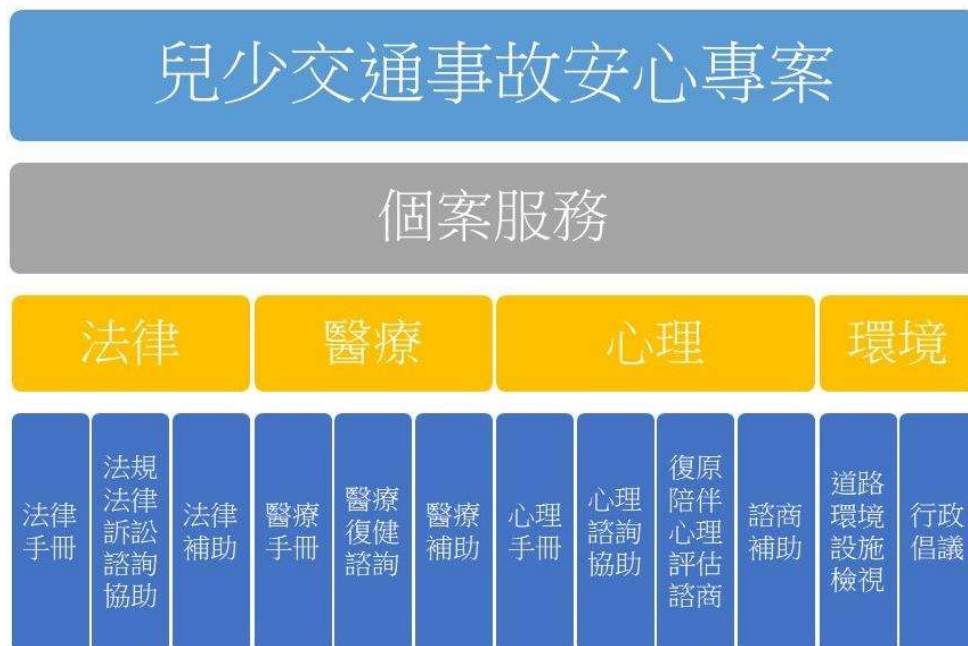 兒少交通事故安心專案
個案服務
法律
醫療
心理
環境
法律
手冊
法規
法律
訴訟
諮詢
協助
法律
補助
醫療
手冊
醫療
復健
諮詢
醫療
補助
心理
手冊
心理
諮詢
協助
復原
陪伴
心理
評估
諮商
諮商
補助
道路
環境
設施
檢視
行政
倡議